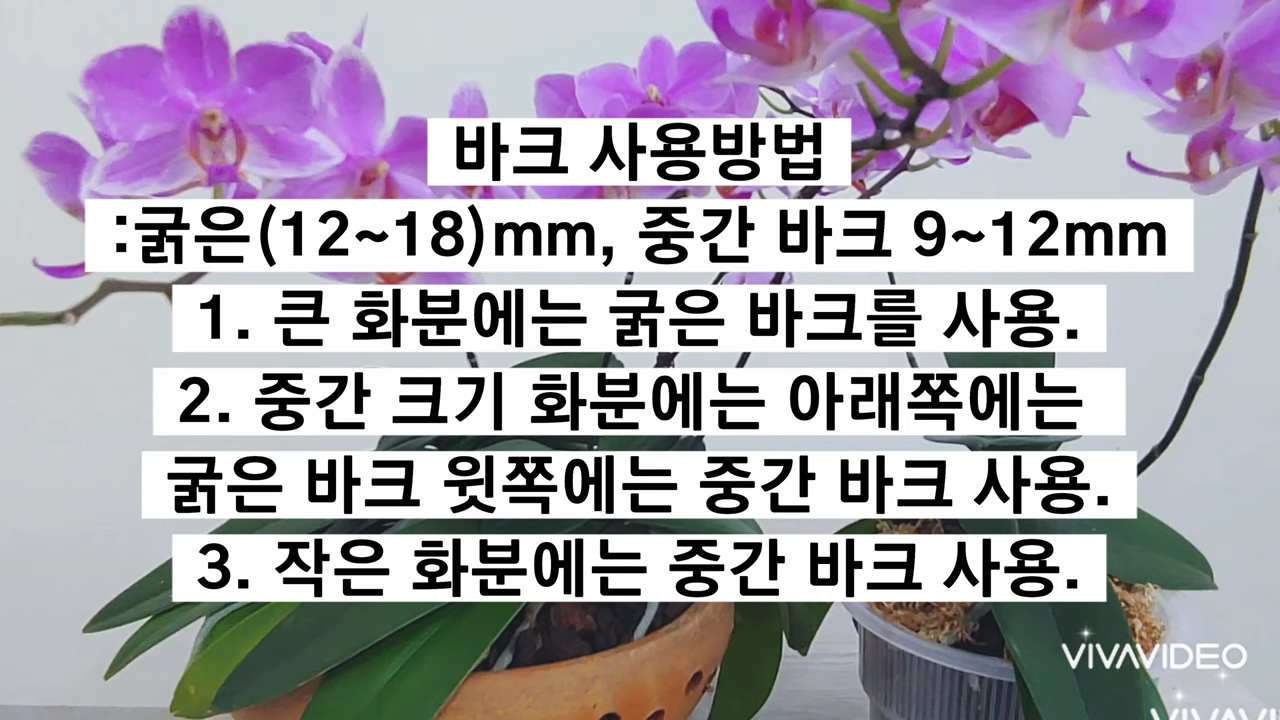 바크 사용방법
:굵은(12~18)mm, 중간 바크 9~12mm
1. 큰 화분에는 굵은 바크를 사용.
2. 중간 크기 화분에는 아래쪽에는
굵은 바크 윗쪽에는 중간 바크 사용.
3. 작은 화분에는 중간 바크 사용.
VIVAVIDEO
VIVAVI